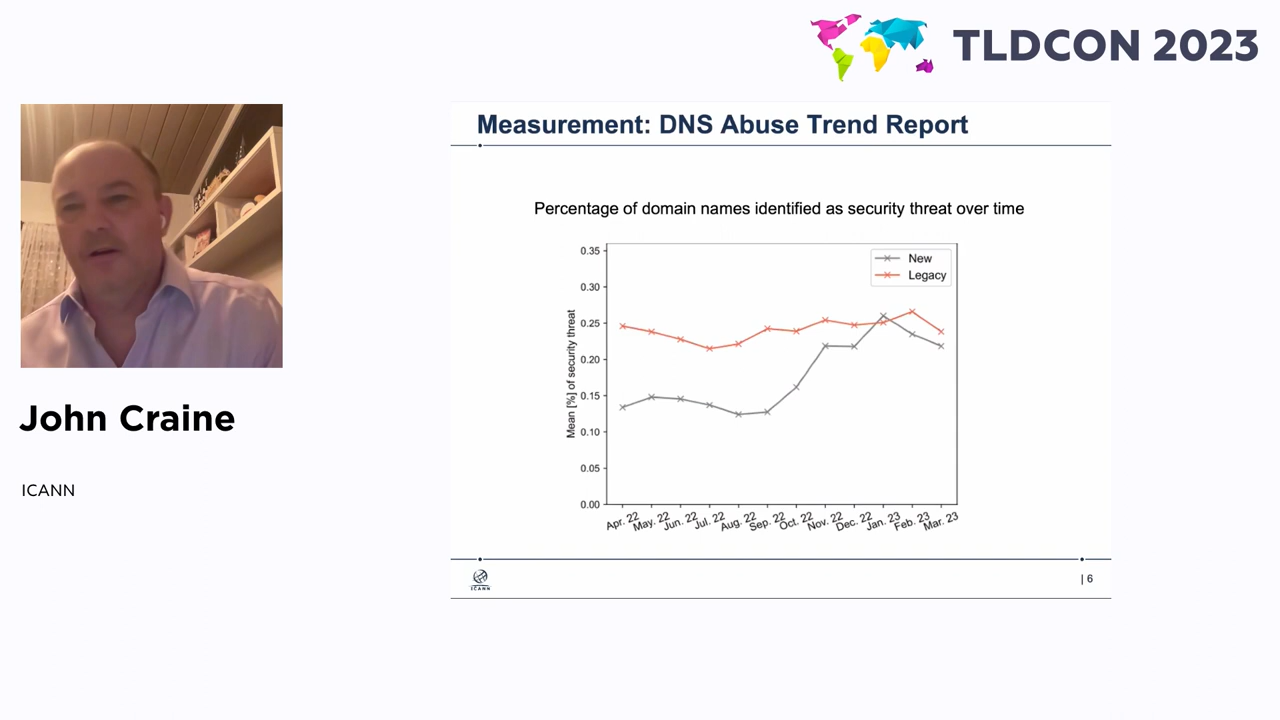 TLDCON 2023
Measurement: DNS Abuse Trend Report
Percentage of domain names identified as security threat over time
New
Legacy
Mean [%] of security threat
0.35
0.30
0.25
0.20
0.15
0.10
0.05
0.00
Apr. 22 May. 22 Jun. 22 Jul. 22 Aug. 22 Sep. 22 Oct. 22 Nov. 22 Dec. 22 Jan. 23 Feb. 23 Mar. 23
ICANN
| 6
John Craine
ICANN